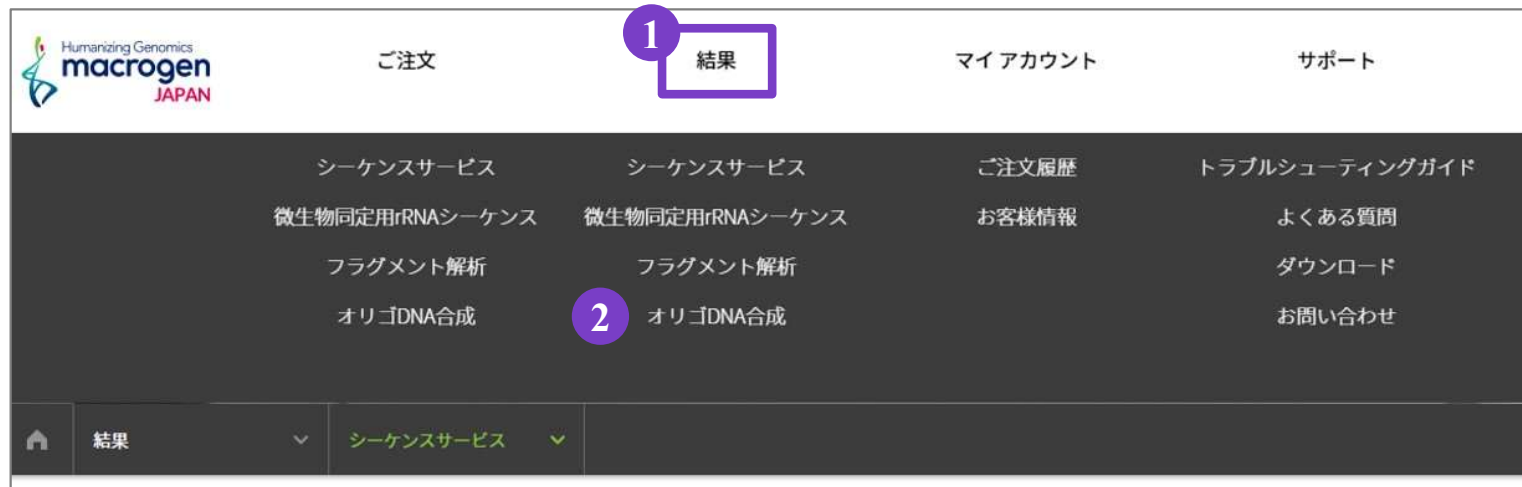 Humanizing Genomics
macrogen
JAPAN
ご注文
1
結果
マイ アカウント
サポート
シーケンスサービス
微生物同定用rRNAシーケンス
フラグメント解析
オリゴDNA合成
シーケンスサービス
微生物同定用rRNAシーケンス
フラグメント解析
2 オリゴDNA合成
ご注文履歴
お客様情報
トラブルシューティングガイド
よくある質問
ダウンロード
お問い合わせ
結果
シーケンスサービス